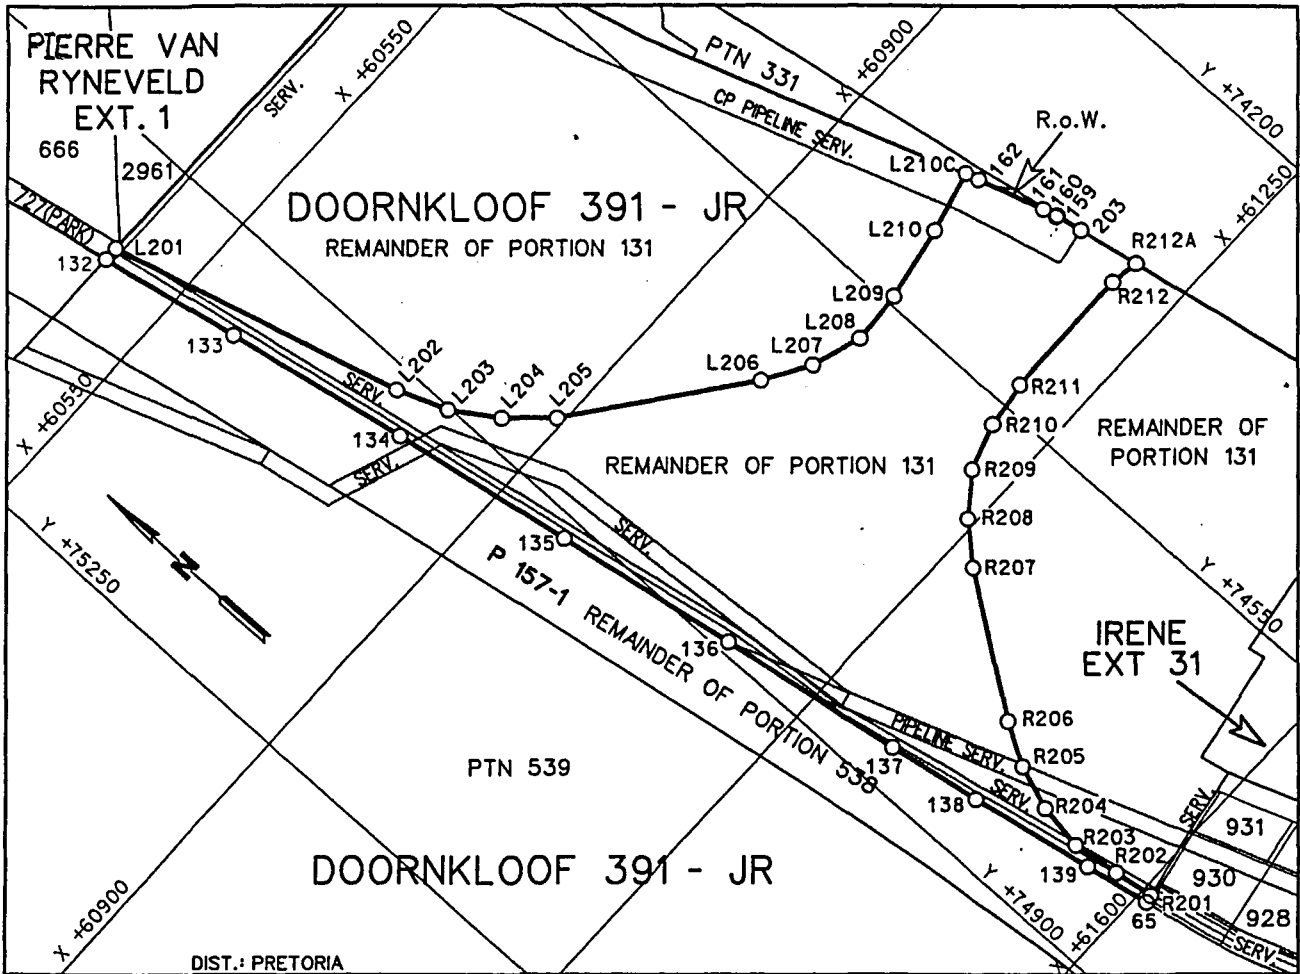 PIERRE VAN
RYNEVELD
EXT. 1
666
2961
SERV.
X +60550
PTN 331
CP PIPELINE SERV.
X +60900
Y +74200
R.o.W.
X +61250
L210C
162
161
160
159
203
R212A
R212
L210
L209
L208
L207
L206
727(PARK)
L201
132
133
DOORNKLOOF 391 - JR
REMAINDER OF PORTION 131
L202
L203
L204
L205
SERV.
134
SERV.
X +60550
R211
R210
R209
R208
R207
REMAINDER OF PORTION 131
REMAINDER OF
PORTION 131
SERV.
135
P 157-1
REMAINDER OF PORTION 538
136
N
Y +75250
Y +74550
IRENE
EXT 31
R206
R205
R204
R203
R202
R201
PIPELINE SERV.
SERV.
137
138
139
65
PTN 539
DOORNKLOOF 391 - JR
X +60900
Y +74900
X +61600
SERV.
931
930
928
SERV.
DIST.: PRETORIA